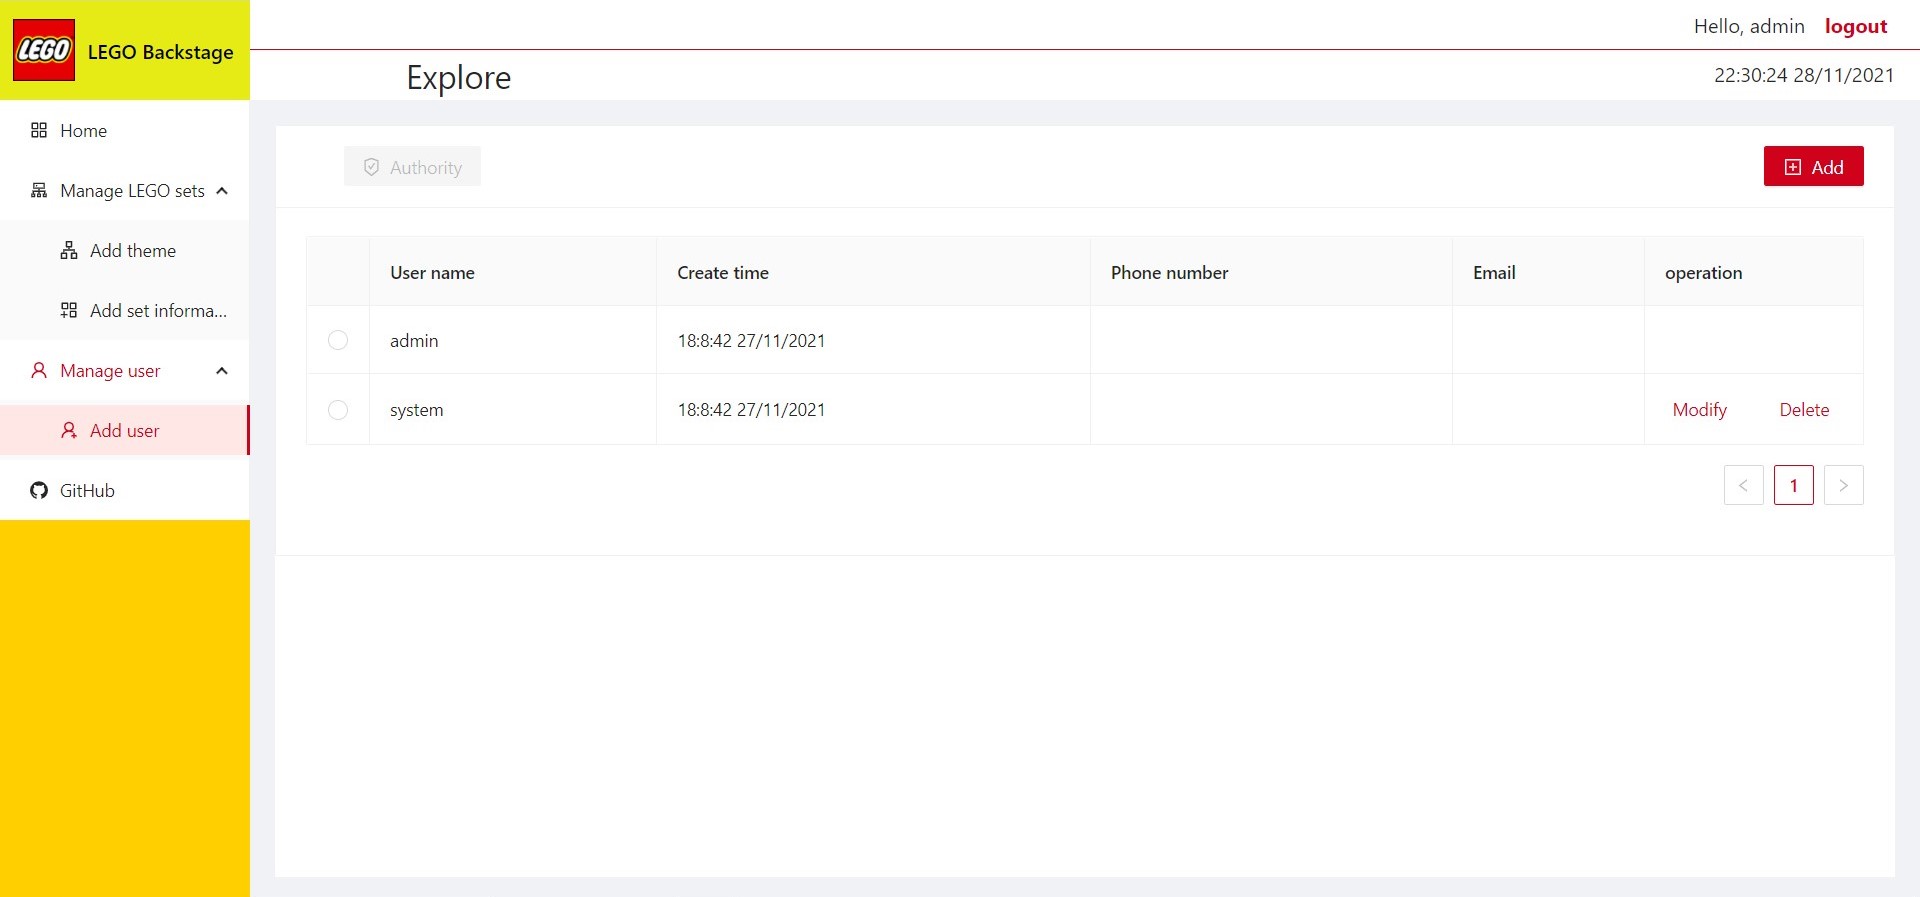 LEGO
LEGO Backstage
Hello, admin logout
Explore
22:30:24 28/11/2021
Home
Manage LEGO sets
Add theme
Add set informa...
Manage user
Add user
GitHub
Authority
Add
User name Create time Phone number Email operation
admin 18:8:42 27/11/2021
system 18:8:42 27/11/2021 Modify Delete
< 1 >